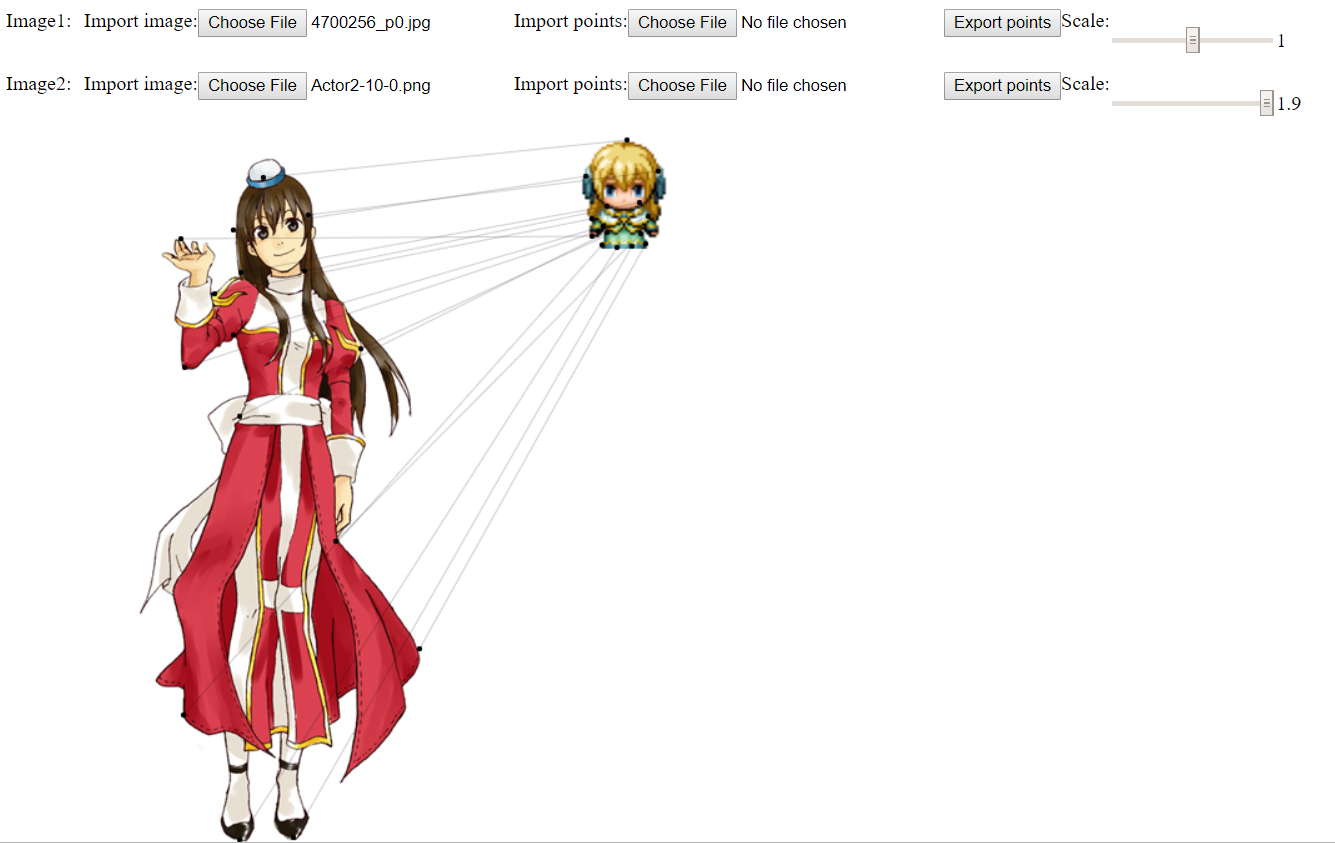 Image1: Import image: Choose File 4700256_p0.jpg Import points: Choose File No file chosen Export points Scale: 1
Image2: Import image: Choose File Actor2-10-0.png Import points: Choose File No file chosen Export points Scale: 1.9